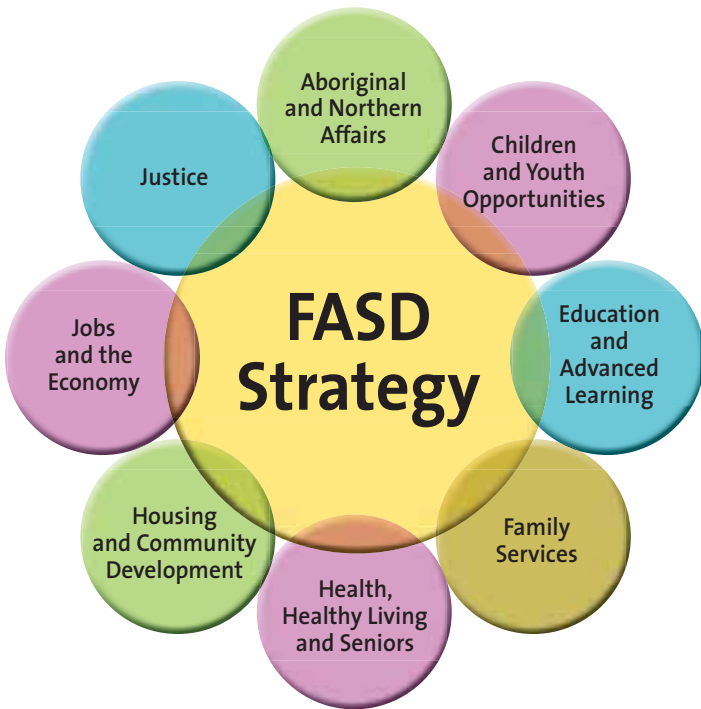 Aboriginal
and Northern
Affairs
Children
and Youth
Opportunities
Education
and
Advanced
Learning
Family
Services
Health,
Healthy Living
and Seniors
Housing
and Community
Development
Jobs
and the
Economy
Justice
FASD
Strategy